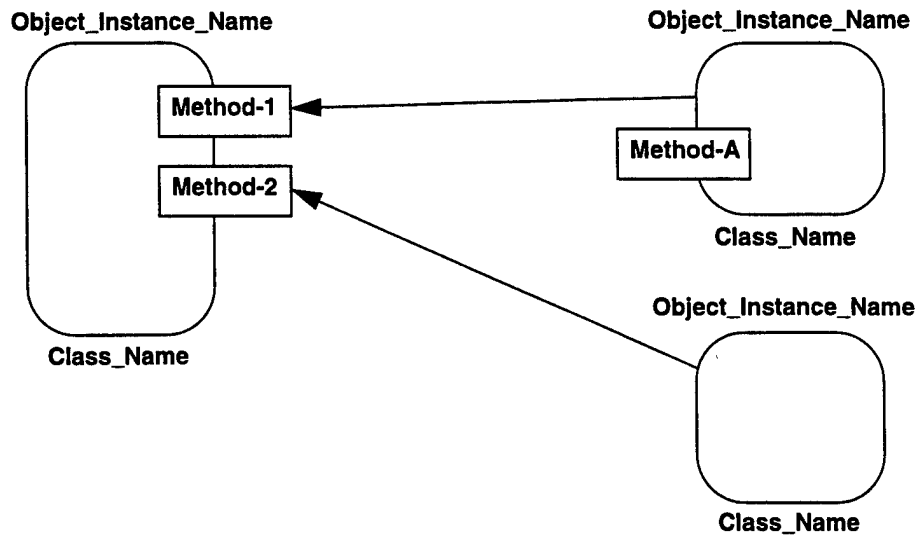 Object_Instance_Name
Method-1
Method-2
Class_Name
Object_Instance_Name
Method-A
Class_Name
Object_Instance_Name
Class_Name